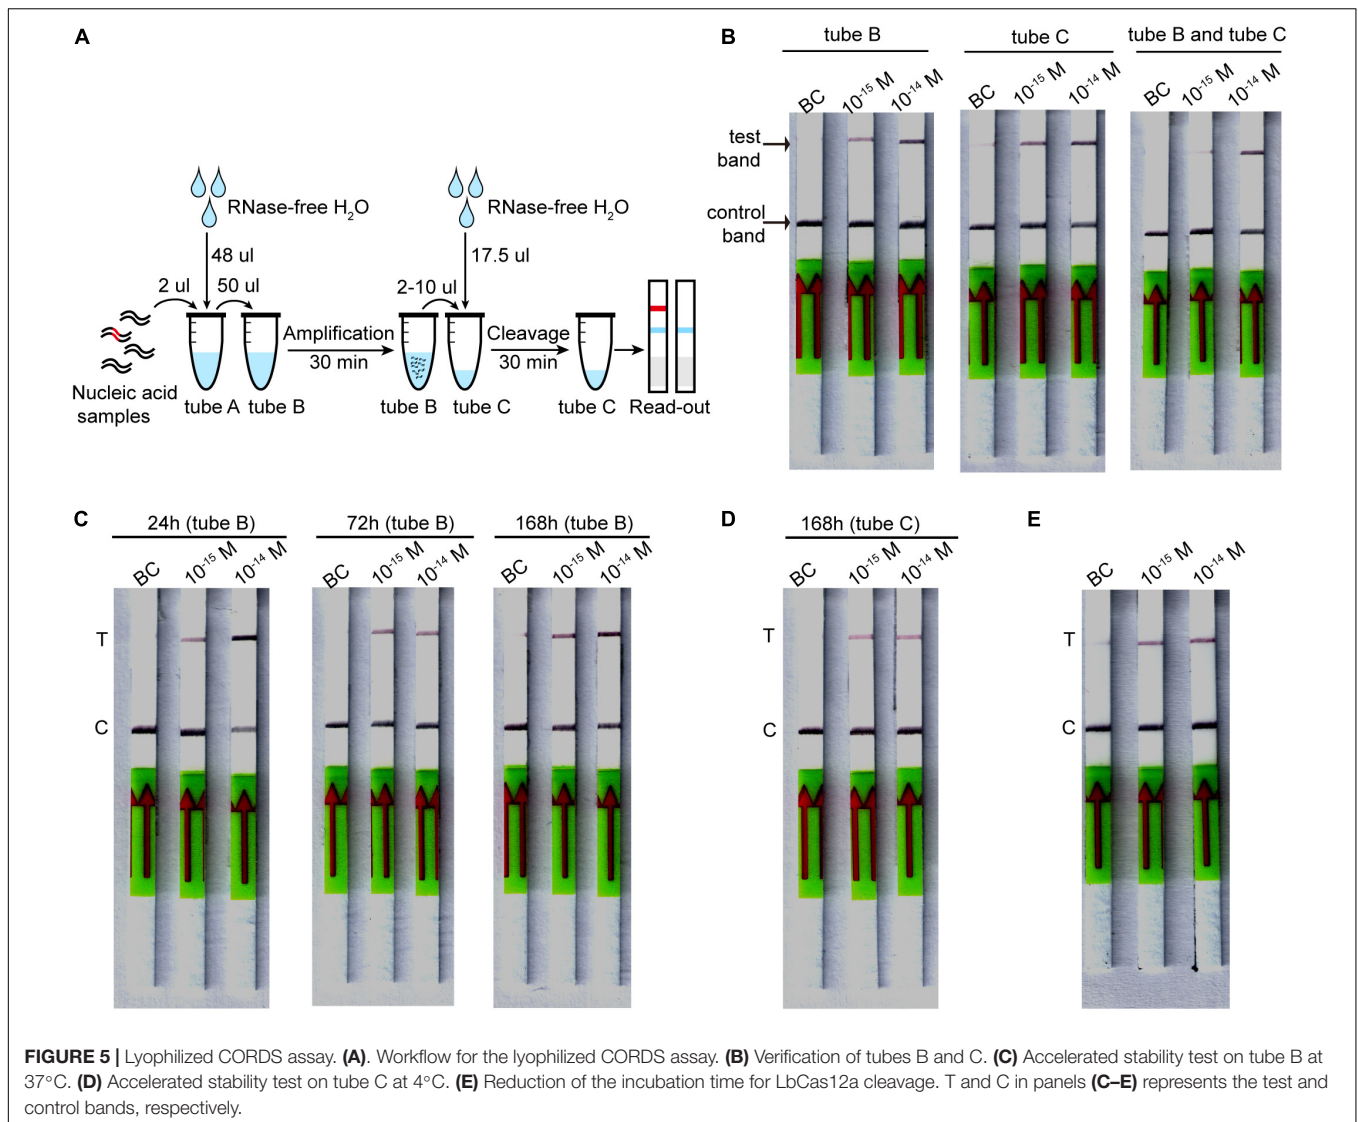 A
RNase-free H₂O
RNase-free H₂O
48 ul
17.5 ul
2 ul
50 ul
2-10 ul
Amplification
30 min
Cleavage
30 min
Nucleic acid
samples
tube A
tube B
tube B
tube C
tube C
Read-out
B
tube B
tube C
tube B and tube C
BC
10⁻¹⁵ M
10⁻¹⁴ M
BC
10⁻¹⁵ M
10⁻¹⁴ M
BC
10⁻¹⁵ M
10⁻¹⁴ M
test
band
control
band
C
24h (tube B)
72h (tube B)
168h (tube B)
BC
10⁻¹⁵ M
10⁻¹⁴ M
BC
10⁻¹⁵ M
10⁻¹⁴ M
BC
10⁻¹⁵ M
10⁻¹⁴ M
T
C
D
168h (tube C)
BC
10⁻¹⁵ M
10⁻¹⁴ M
T
C
E
BC
10⁻¹⁵ M
10⁻¹⁴ M
T
C
FIGURE 5 | Lyophilized CORDS assay. (A). Workflow for the lyophilized CORDS assay. (B) Verification of tubes B and C. (C) Accelerated stability test on tube B at
37°C. (D) Accelerated stability test on tube C at 4°C. (E) Reduction of the incubation time for LbCas12a cleavage. T and C in panels (C–E) represents the test and
control bands, respectively.